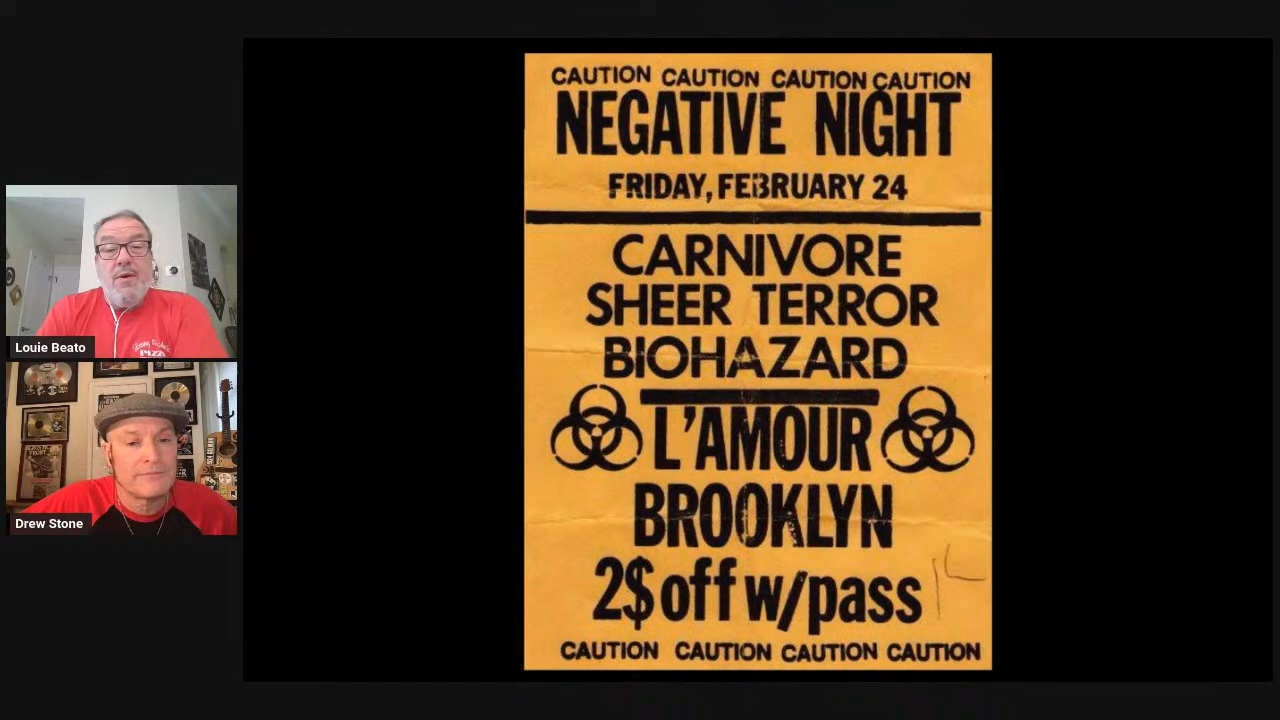 CAUTION CAUTION CAUTION CAUTION
NEGATIVE NIGHT
FRIDAY, FEBRUARY 24
CARNIVORE
SHEER TERROR
BIOHAZARD
L'AMOUR
BROOKLYN
2$ off w/pass
CAUTION CAUTION CAUTION CAUTION
Louie Beato
Drew Stone